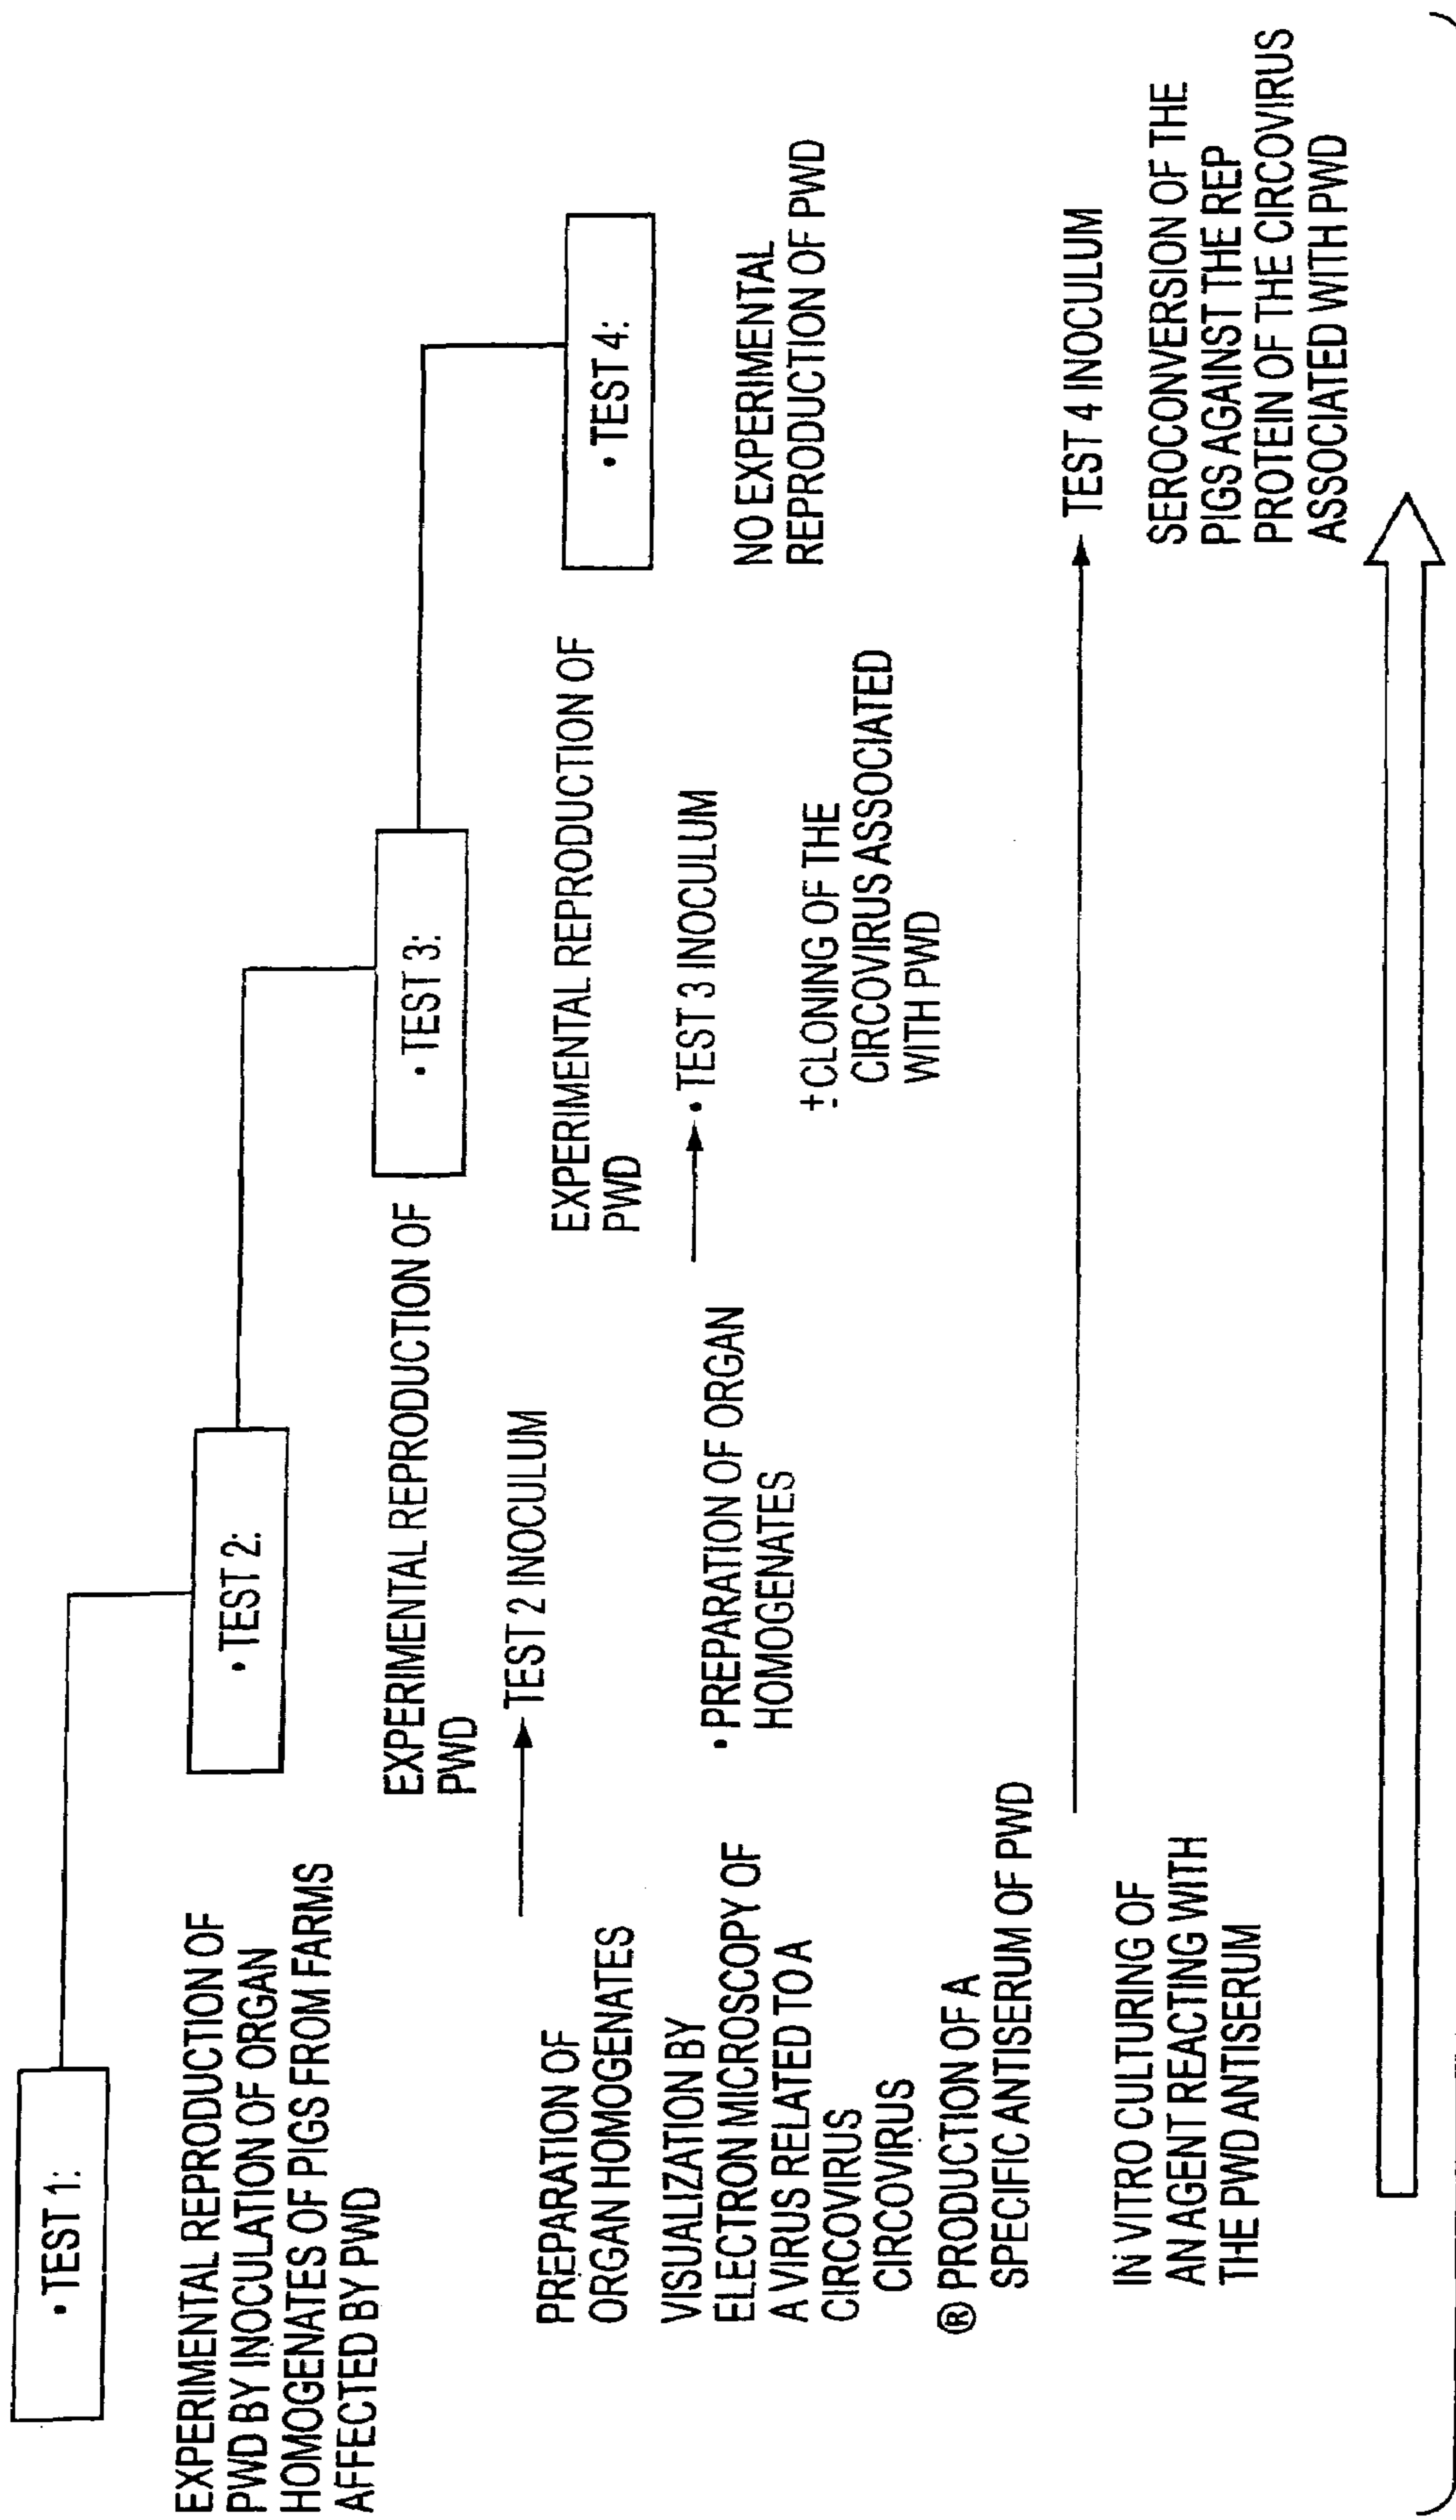 • TEST 1:
EXPERIMENTAL REPRODUCTION OF
PWD BY INOCULATION OF ORGAN
HOMOGENATES OF PIGS FROM FARMS
AFFECTED BY PWD
PREPARATION OF
ORGAN HOMOGENATES
VISUALIZATION BY
ELECTRON MICROSCOPY OF
A VIRUS RELATED TO A
CIRCOVIRUS
CIRCOVIRUS
® PRODUCTION OF A
SPECIFIC ANTISERUM OF PWD
IN VITRO CULTURING OF
AN AGENT REACTING WITH
THE PWD ANTISERUM
• TEST 2:
EXPERIMENTAL REPRODUCTION OF
PWD
TEST 2 INOCULUM
• PREPARATION OF ORGAN
HOMOGENATES
• TEST 3:
EXPERIMENTAL REPRODUCTION OF
PWD
• TEST 3 INOCULUM
± CLONING OF THE
CIRCOVIRUS ASSOCIATED
WITH PWD
• TEST 4:
NO EXPERIMENTAL
REPRODUCTION OF PWD
TEST 4 INOCULUM
SEROCONVERSION OF THE
PIGS AGAINST THE REP
PROTEIN OF THE CIRCOVIRUS
ASSOCIATED WITH PWD